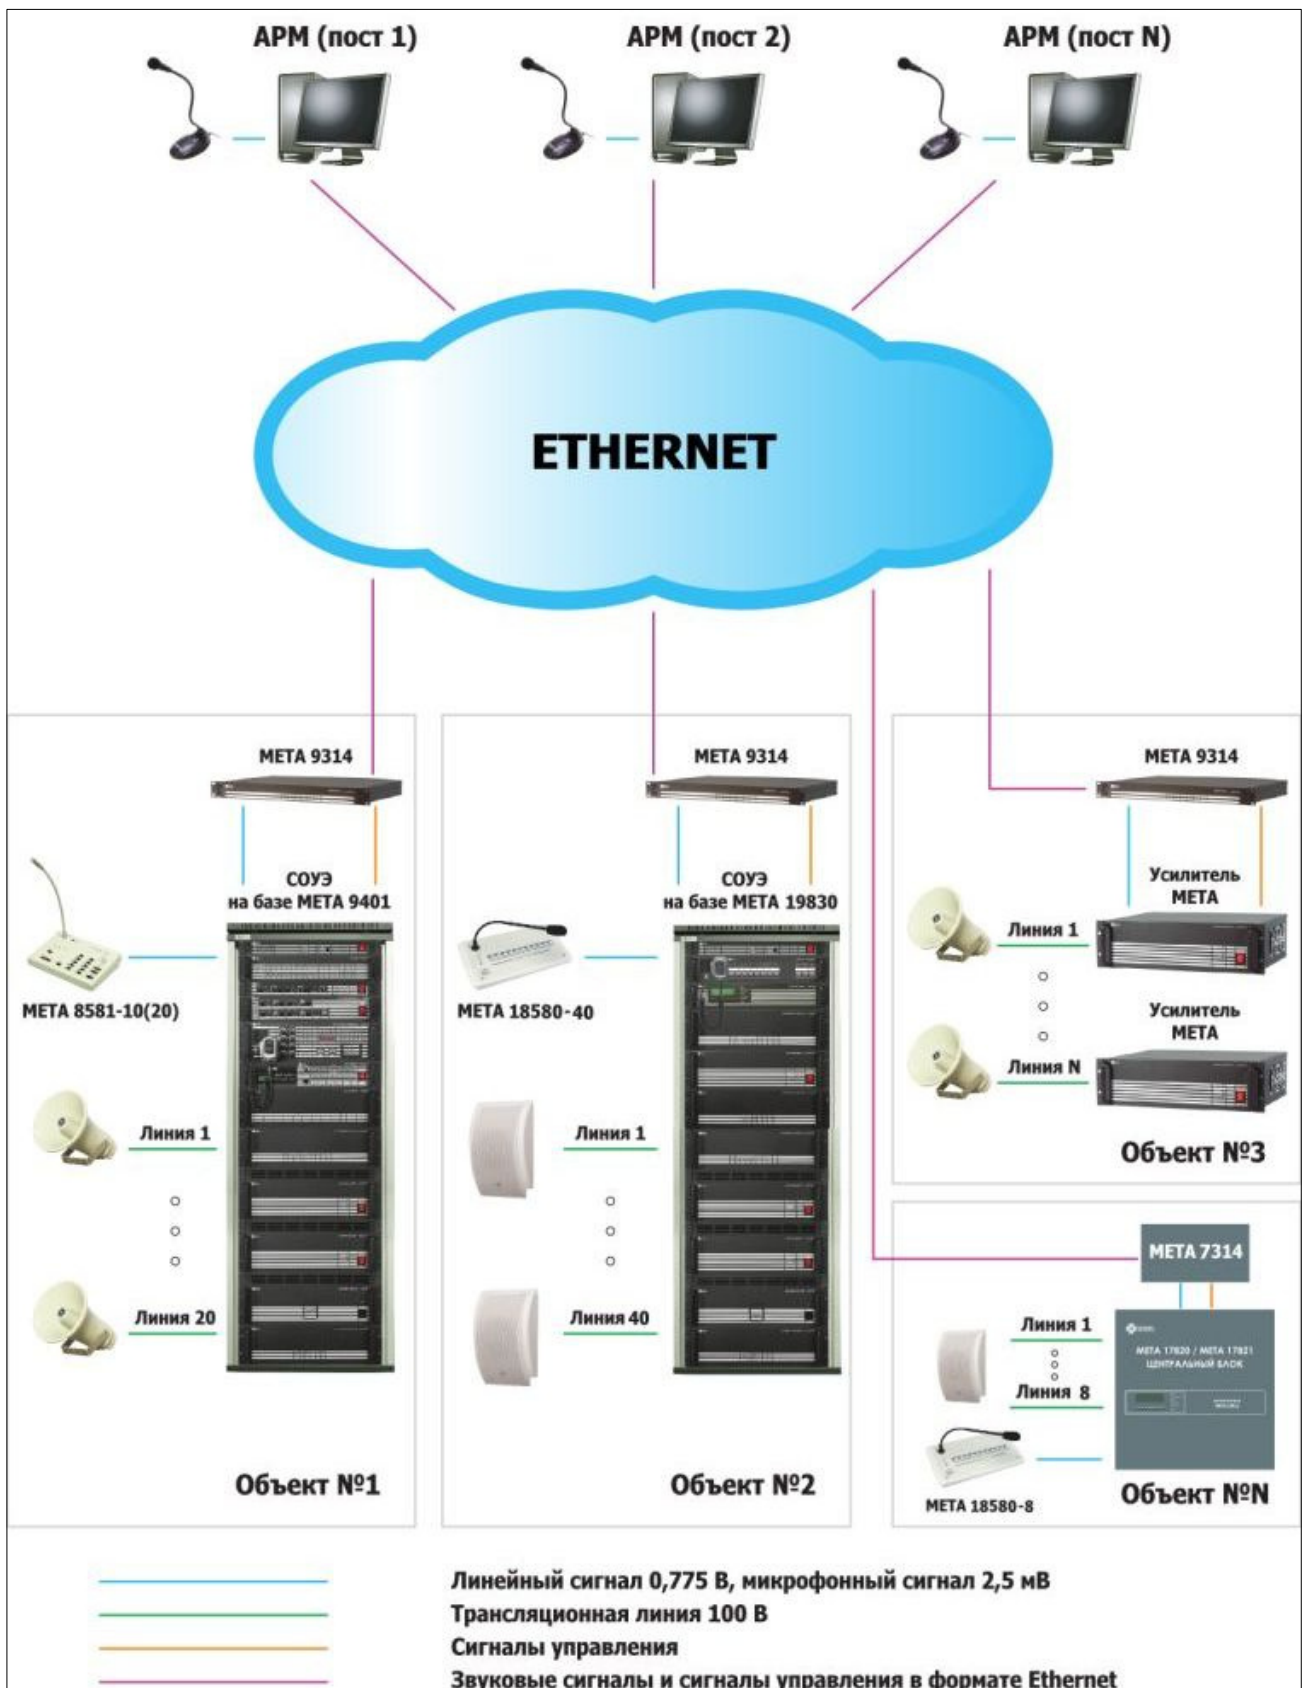 АРМ (пост 1)
АРМ (пост 2)
АРМ (пост N)
ETHERNET
МЕТА 9314
СОУЭ
на базе МЕТА 9401
МЕТА 8581-10(20)
Линия 1
Линия 20
Объект №1
МЕТА 9314
СОУЭ
на базе МЕТА 19830
МЕТА 18580-40
Линия 1
Линия 40
Объект №2
МЕТА 9314
Усилитель
МЕТА
Линия 1
Усилитель
МЕТА
Линия N
Объект №3
МЕТА 7314
Линия 1
МЕТА 17820 / МЕТА 17821
ЦЕНТРАЛЬНЫЙ БЛОК
Линия 8
МЕТА 18580-8
Объект №N
Линейный сигнал 0,775 В, микрофонный сигнал 2,5 мВ
Трансляционная линия 100 В
Сигналы управления
Звуковые сигналы и сигналы управления в формате Ethernet